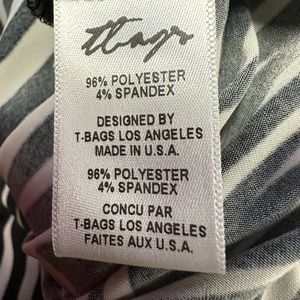 tbags
96% POLYESTER
4% SPANDEX
DESIGNED BY
T-BAGS LOS ANGELES
MADE IN U.S.A.
96% POLYESTER
4% SPANDEX
CONCU PAR
T-BAGS LOS ANGELES
FAITES AUX U.S.A.